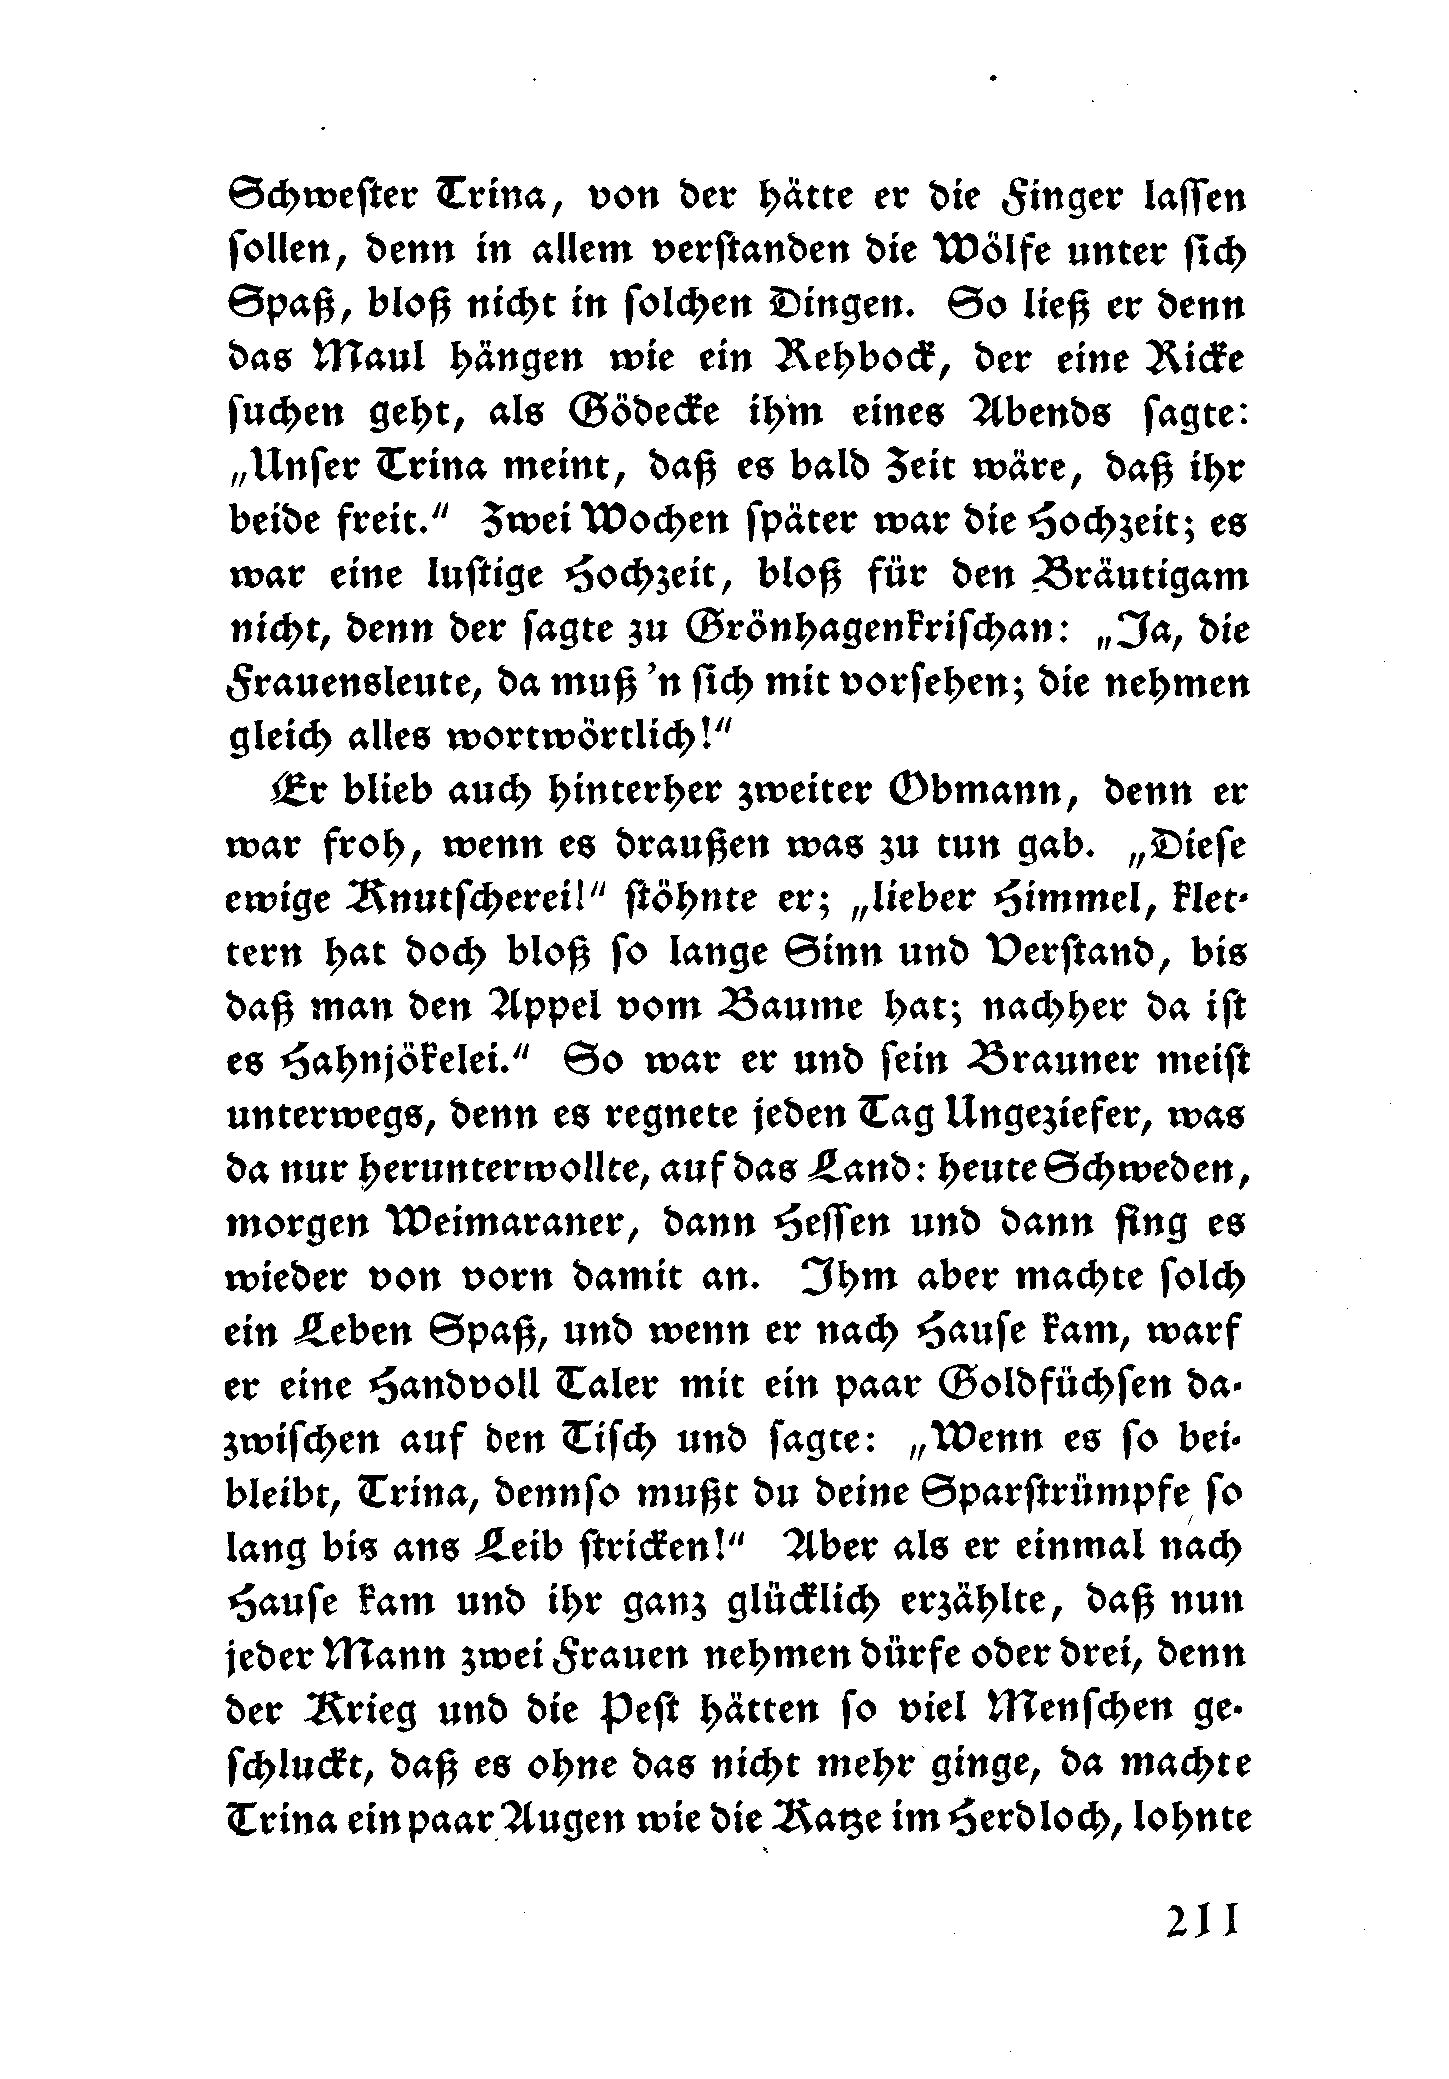 Schwester Trina, von der hätte er die Finger lassen
sollen, denn in allem verstanden die Wölfe unter sich
Spaß, bloß nicht in solchen Dingen. So ließ er denn
das Maul hängen wie ein Rehbock, der eine Ricke
suchen geht, als Gödecke ihm eines Abends sagte:
„Unser Trina meint, daß es bald Zeit wäre, daß ihr
beide freit.“ Zwei Wochen später war die Hochzeit; es
war eine lustige Hochzeit, bloß für den Bräutigam
nicht, denn der sagte zu Grönhagenkrischan: „Ja, die
Frauensleute, da muß 'n sich mit vorsehen; die nehmen
gleich alles wortwörtlich!“
Er blieb auch hinterher zweiter Obmann, denn er
war froh, wenn es draußen was zu tun gab. „Diese
ewige Knutscherei!“ stöhnte er; „lieber Himmel, klet-
tern hat doch bloß so lange Sinn und Verstand, bis
daß man den Appel vom Baume hat; nachher da ist
es Hahnjökelei.“ So war er und sein Brauner meist
unterwegs, denn es regnete jeden Tag Ungeziefer, was
da nur herunterwollte, auf das Land: heute Schweden,
morgen Weimaraner, dann Hessen und dann fing es
wieder von vorn damit an. Ihm aber machte solch
ein Leben Spaß, und wenn er nach Hause kam, warf
er eine Handvoll Taler mit ein paar Goldfüchsen da-
zwischen auf den Tisch und sagte: „Wenn es so bei-
bleibt, Trina, dennso mußt du deine Sparstrümpfe so
lang bis ans Leib stricken!“ Aber als er einmal nach
Hause kam und ihr ganz glücklich erzählte, daß nun
jeder Mann zwei Frauen nehmen dürfe oder drei, denn
der Krieg und die Pest hätten so viel Menschen ge-
schluckt, daß es ohne das nicht mehr ginge, da machte
Trina ein paar Augen wie die Katze im Herdloch, lohnte
211